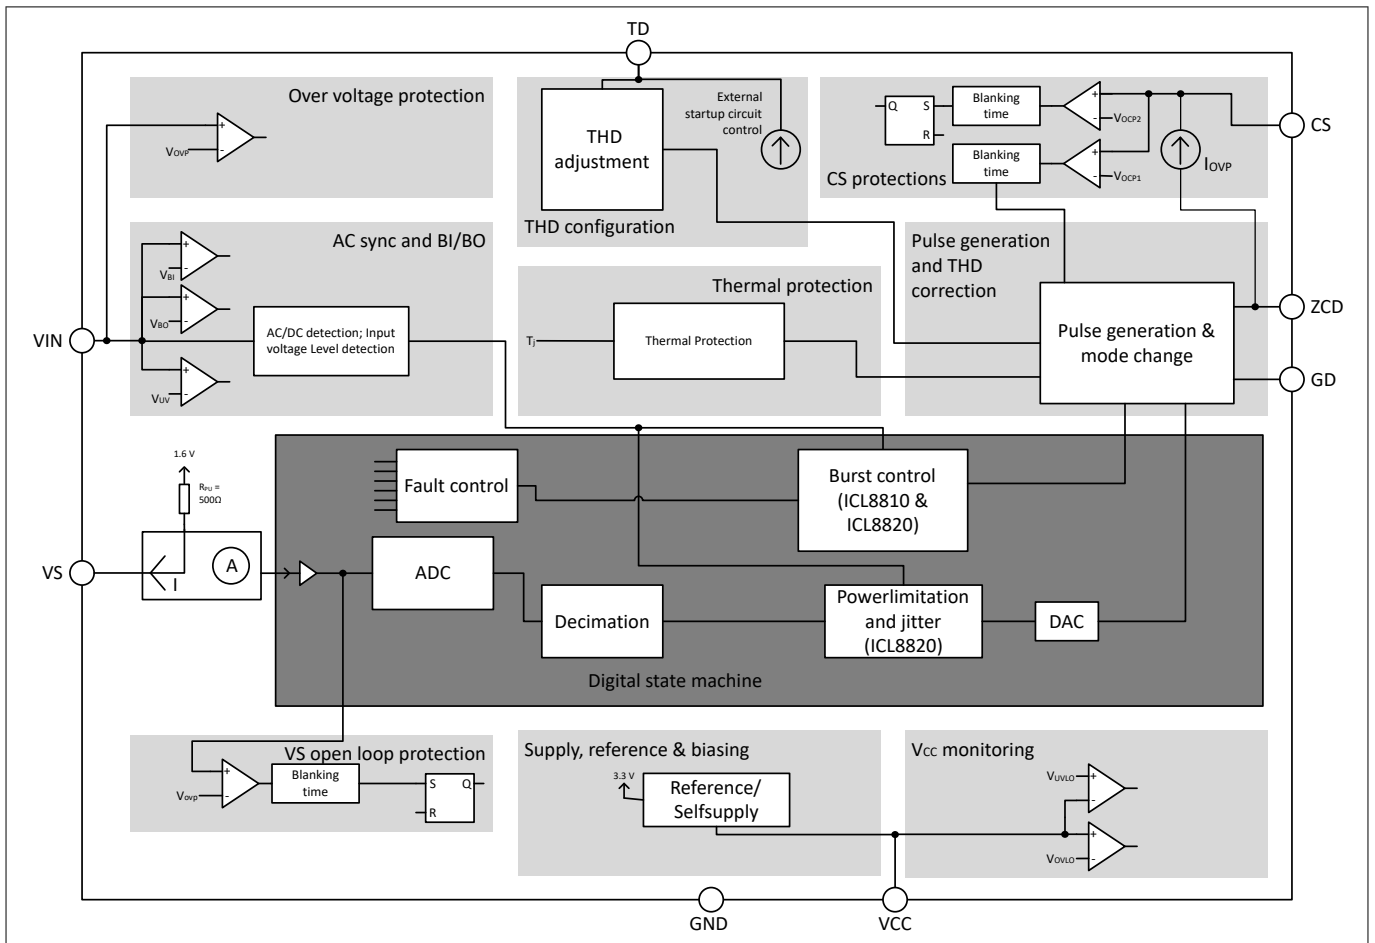 TD
Over voltage protection
+
VOVP
-
THD
adjustment
External
startup circuit
control
THD configuration
Q
S
R
Blanking
time
+
-
VOCP2
Blanking
time
+
-
VOCP1
IOVP
CS protections
CS
AC sync and BI/BO
+
VBI
-
+
VBO
-
+
VUV
-
AC/DC detection; Input
voltage Level detection
VIN
Thermal protection
Tj
Thermal Protection
Pulse generation
and THD
correction
Pulse generation &
mode change
ZCD
GD
1.6 V
RPU =
500Ω
I
A
VS
Fault control
Burst control
(ICL8810 &
ICL8820)
ADC
Decimation
Powerlimitation
and jitter
(ICL8820)
DAC
Digital state machine
VS open loop protection
+
Vovp
-
Blanking
time
S
Q
R
Supply, reference & biasing
3.3 V
Reference/
Selfsupply
VCC monitoring
VUVLO
+
-
+
VOVLO
-
GND
VCC